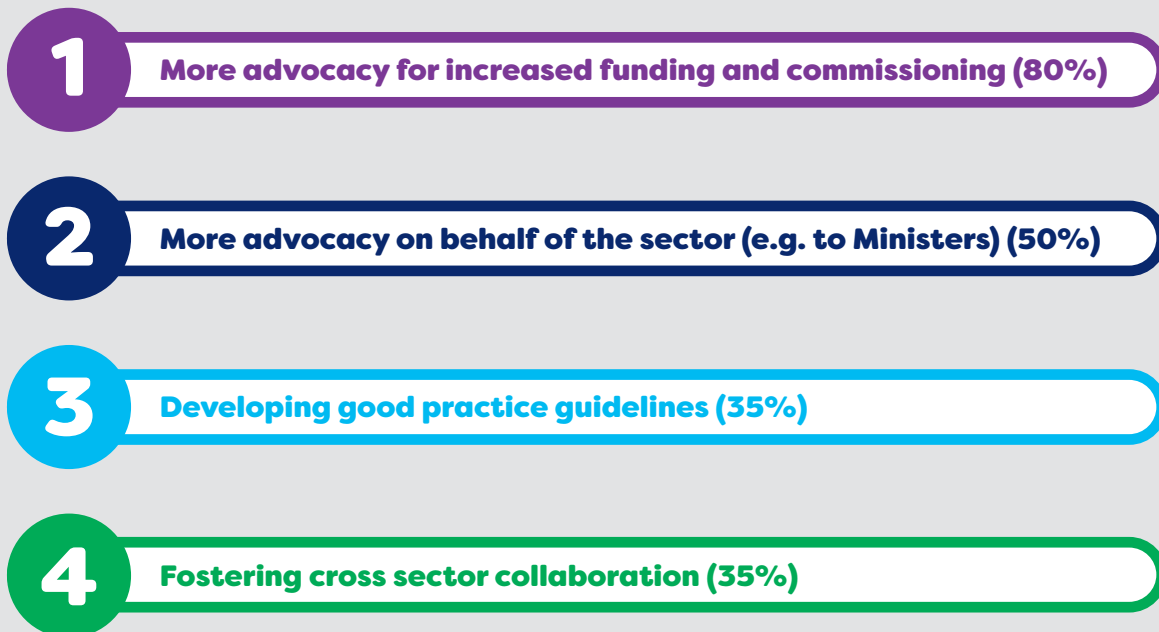 1
More advocacy for increased funding and commissioning (80%)
2
More advocacy on behalf of the sector (e.g. to Ministers) (50%)
3
Developing good practice guidelines (35%)
4
Fostering cross sector collaboration (35%)